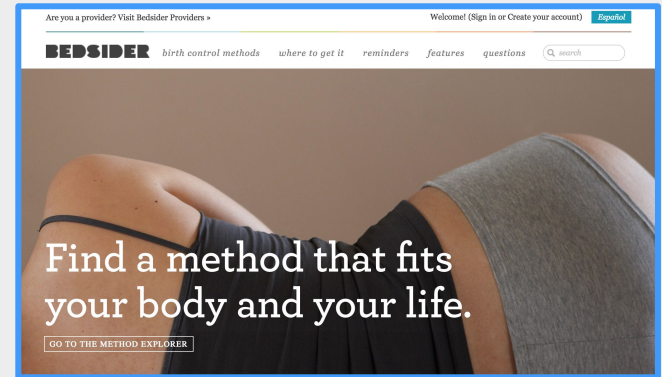 Are you a provider? Visit Bedsider Providers »
Welcome! (Sign in or Create your account)
Español
BEDSIDER
birth control methods
where to get it
reminders
features
questions
search
Find a method that fits
your body and your life.
GO TO THE METHOD EXPLORER